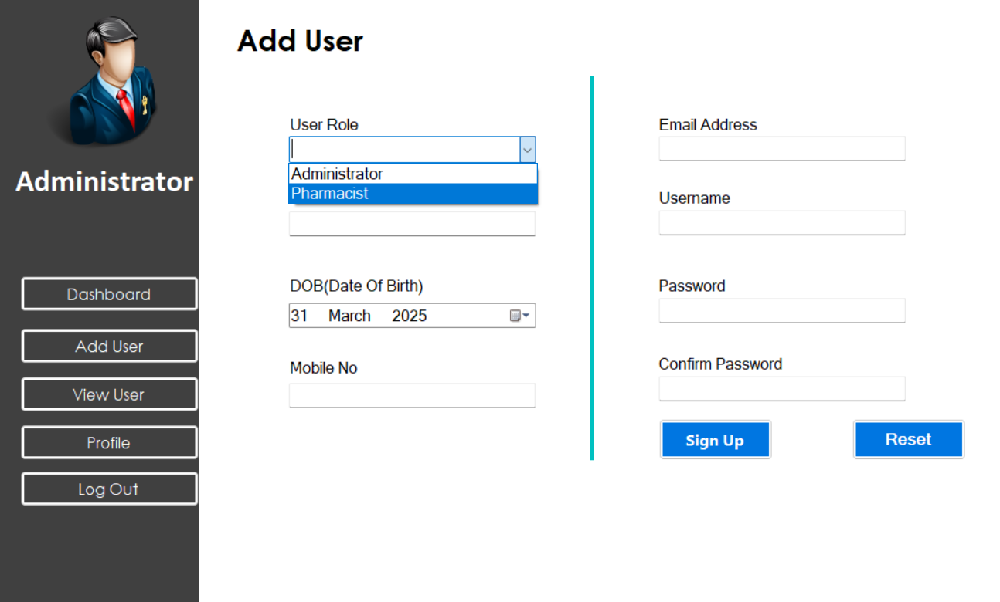 Administrator
Dashboard
Add User
View User
Profile
Log Out
Add User
User Role
Administrator
Pharmacist
DOB(Date Of Birth)
31 March 2025
Mobile No
Email Address
Username
Password
Confirm Password
Sign Up
Reset